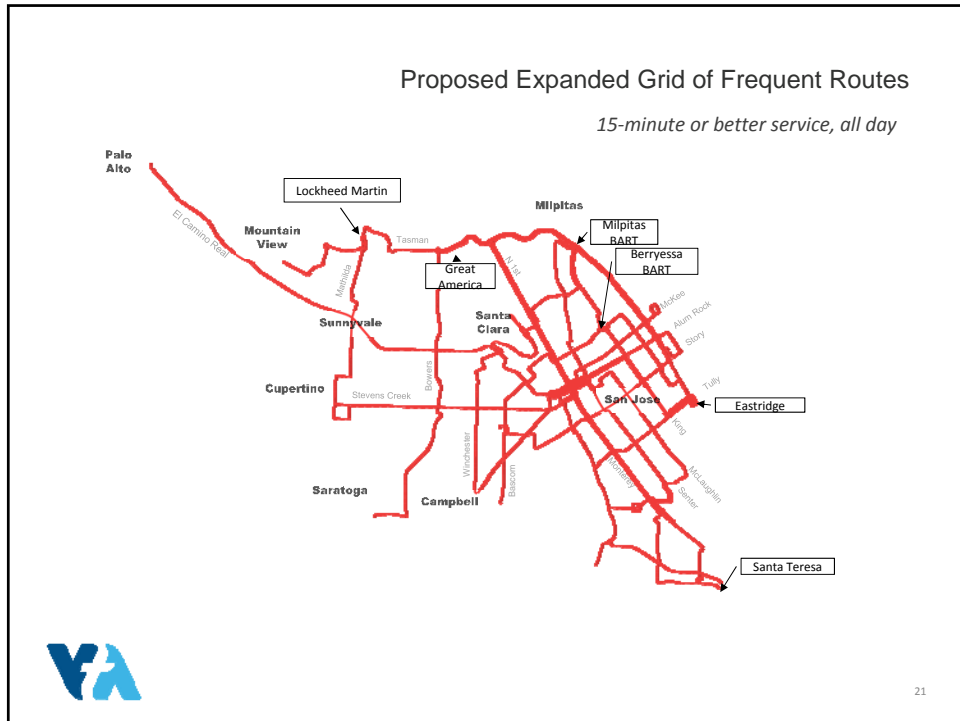 Proposed Expanded Grid of Frequent Routes
15-minute or better service, all day
Palo
Alto
Lockheed Martin
El Camino Real
Mountain
View
Tasman
Milpitas
Milpitas
BART
Berryessa
BART
Great
America
N 1st
Mathilda
McKee
Alum Rock
Story
Santa
Clara
Sunnyvale
Bowers
Cupertino
Stevens Creek
San Jose
Tully
Eastridge
King
Winchester
Bascom
Monterey
McLaughlin
Senter
Saratoga
Campbell
Santa Teresa
VTA
21